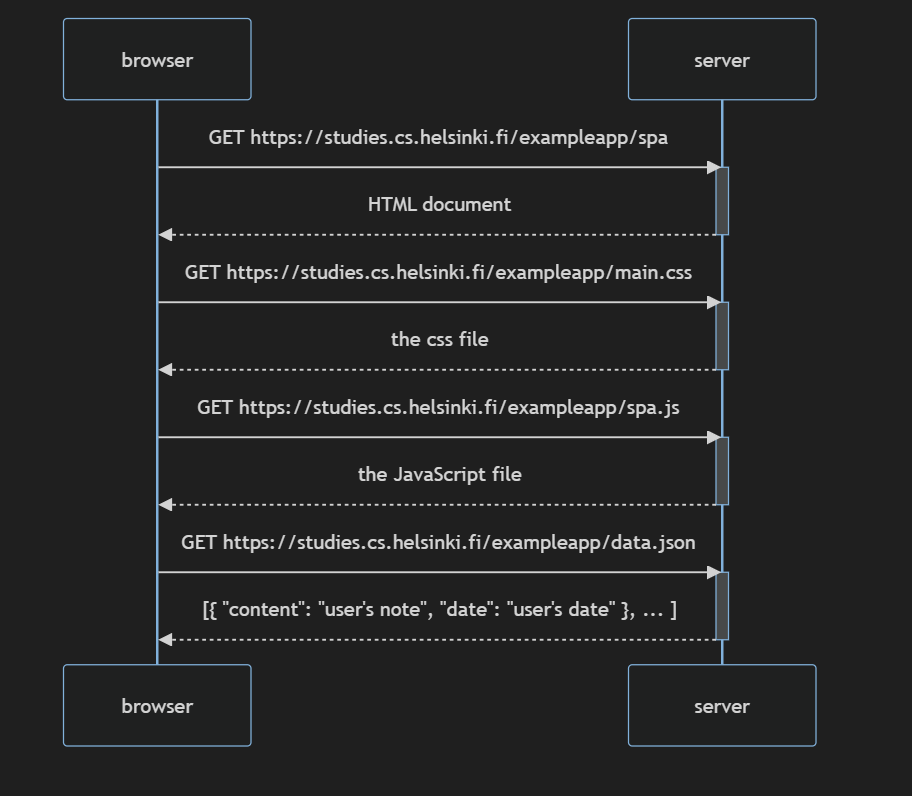 browser
server
GET https://studies.cs.helsinki.fi/exampleapp/spa
HTML document
GET https://studies.cs.helsinki.fi/exampleapp/main.css
the css file
GET https://studies.cs.helsinki.fi/exampleapp/spa.js
the JavaScript file
GET https://studies.cs.helsinki.fi/exampleapp/data.json
[{ "content": "user's note", "date": "user's date" }, ... ]
browser
server